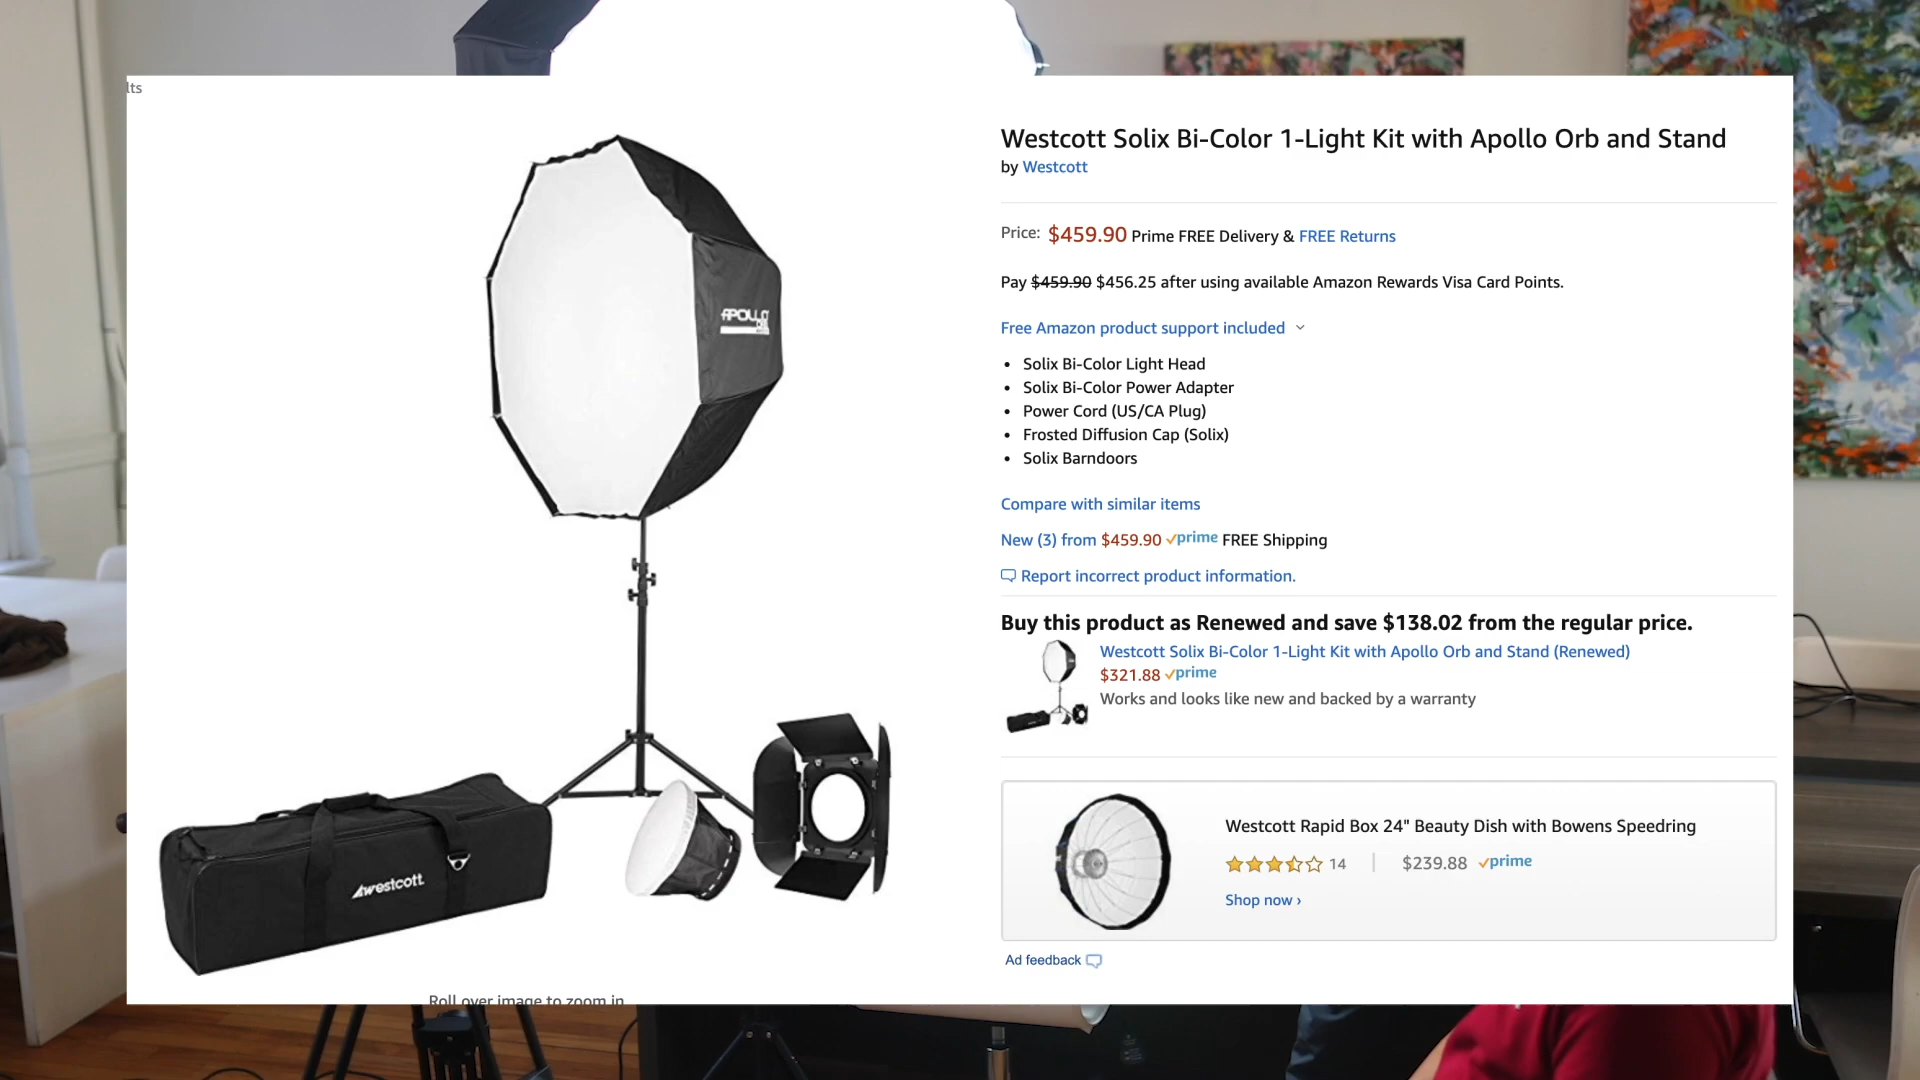 lts
Westcott Solix Bi-Color 1-Light Kit with Apollo Orb and Stand
by Westcott
Price: $459.90 Prime FREE Delivery & FREE Returns
Pay $459.90 $456.25 after using available Amazon Rewards Visa Card Points.
Free Amazon product support included
• Solix Bi-Color Light Head
• Solix Bi-Color Power Adapter
• Power Cord (US/CA Plug)
• Frosted Diffusion Cap (Solix)
• Solix Barndoors
Compare with similar items
New (3) from $459.90 prime FREE Shipping
Report incorrect product information.
Buy this product as Renewed and save $138.02 from the regular price.
Westcott Solix Bi-Color 1-Light Kit with Apollo Orb and Stand (Renewed)
$321.88 prime
Works and looks like new and backed by a warranty
Westcott Rapid Box 24" Beauty Dish with Bowens Speedring
14 | $239.88 prime
Shop now ›
Ad feedback
APOLLO
westcott
Roll over image to zoom in